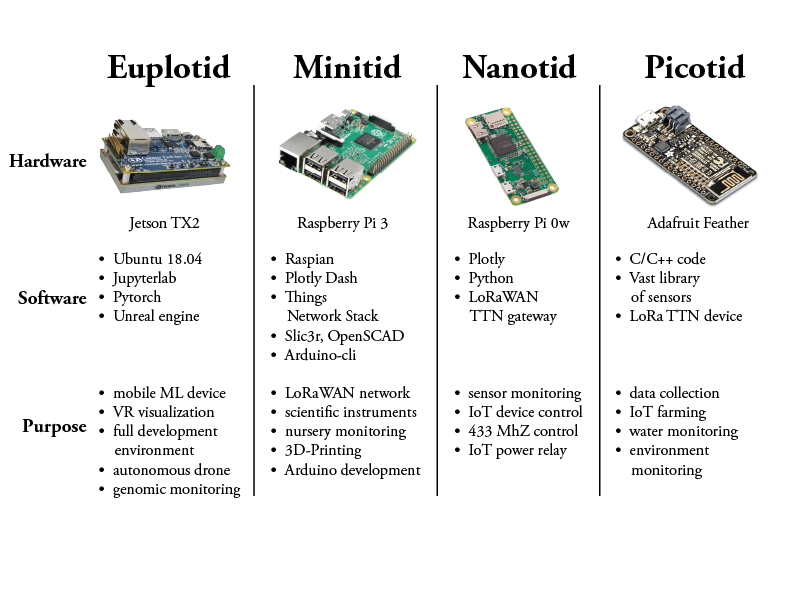 Euplotid Minitid Nanotid Picotid
Hardware
Jetson TX2
Raspberry Pi 3
Raspberry Pi 0w
Adafruit Feather
Software
• Ubuntu 18.04
• Jupyterlab
• Pytorch
• Unreal engine
• Raspian
• Plotly Dash
• Things
Network Stack
• Slic3r, OpenSCAD
• Arduino-cli
• Plotly
• Python
• LoRaWAN
TTN gateway
• C/C++ code
• Vast library
of sensors
• LoRa TTN device
Purpose
• mobile ML device
• VR visualization
• full development
environment
• autonomous drone
• genomic monitoring
• LoRaWAN network
• scientific instruments
• nursery monitoring
• 3D-Printing
• Arduino development
• sensor monitoring
• IoT device control
• 433 MhZ control
• IoT power relay
• data collection
• IoT farming
• water monitoring
• environment
monitoring